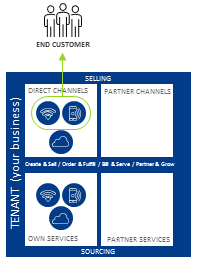 END CUSTOMER
SELLING
DIRECT CHANNELS
PARTNER CHANNELS
TENANT (your business)
Create & Sell / Order & Fulfill / Bill & Serve / Partner & Grow
OWN SERVICES
PARTNER SERVICES
SOURCING